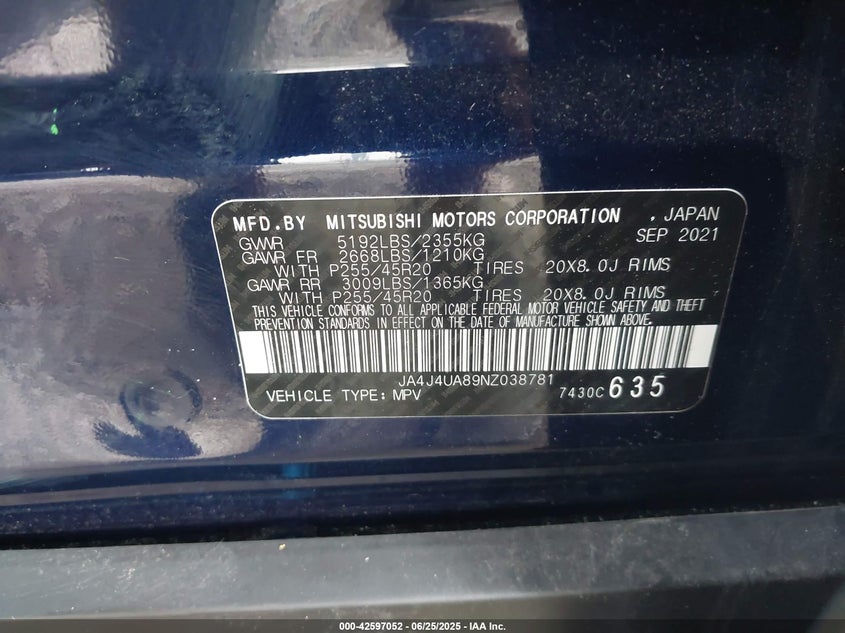 MFD.BY MITSUBISHI MOTORS CORPORATION , JAPAN
GVWR 5192LBS/2355KG SEP 2021
GAWR FR 2668LBS/1210KG
WITH P255/45R20 TIRES 20X8.0J RIMS
GAWR RR 3009LBS/1365KG
WITH P255/45R20 TIRES 20X8.0J RIMS
THIS VEHICLE CONFORMS TO ALL APPLICABLE FEDERAL MOTOR VEHICLE SAFETY AND THEFT
PREVENTION STANDARDS IN EFFECT ON THE DATE OF MANUFACTURE SHOWN ABOVE.
JA4J4UA89NZ038781
VEHICLE TYPE: MPV 7430C 635
000-42597052 - 06/25/2025 - IAA Inc.